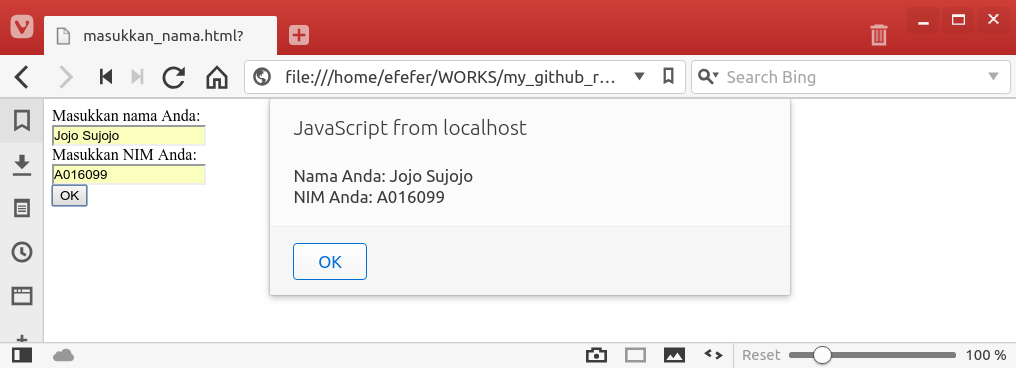 masukkan_nama.html?
file:///home/efefer/WORKS/my_github_r...
Search Bing
Masukkan nama Anda:
Jojo Sujojo
Masukkan NIM Anda:
A016099
OK
JavaScript from localhost
Nama Anda: Jojo Sujojo
NIM Anda: A016099
OK
Reset
100 %